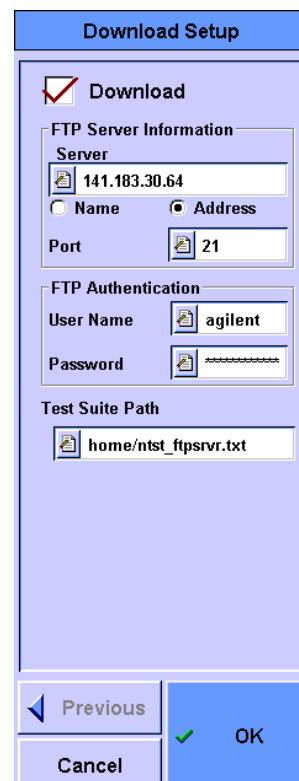 Download Setup
Download
FTP Server Information
Server
141.183.30.64
Name Address
Port 21
FTP Authentication
User Name agilent
Password ************
Test Suite Path
home/ntst_ftpsrvr.txt
Previous
OK
Cancel